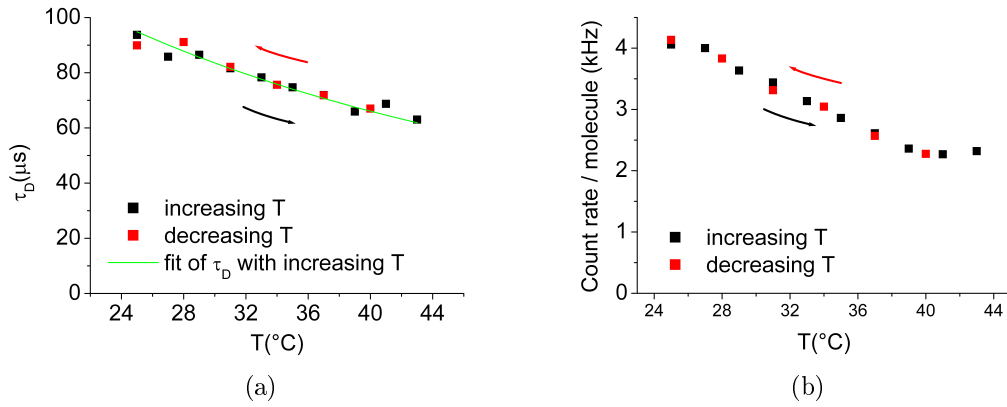 100
80
60
40
20
0
τD(μs)
increasing T
decreasing T
fit of τD with increasing T
24 28 32 36 40 44
T(°C)
(a)
4
3
2
1
0
Count rate / molecule (kHz)
increasing T
decreasing T
24 28 32 36 40 44
T(°C)
(b)